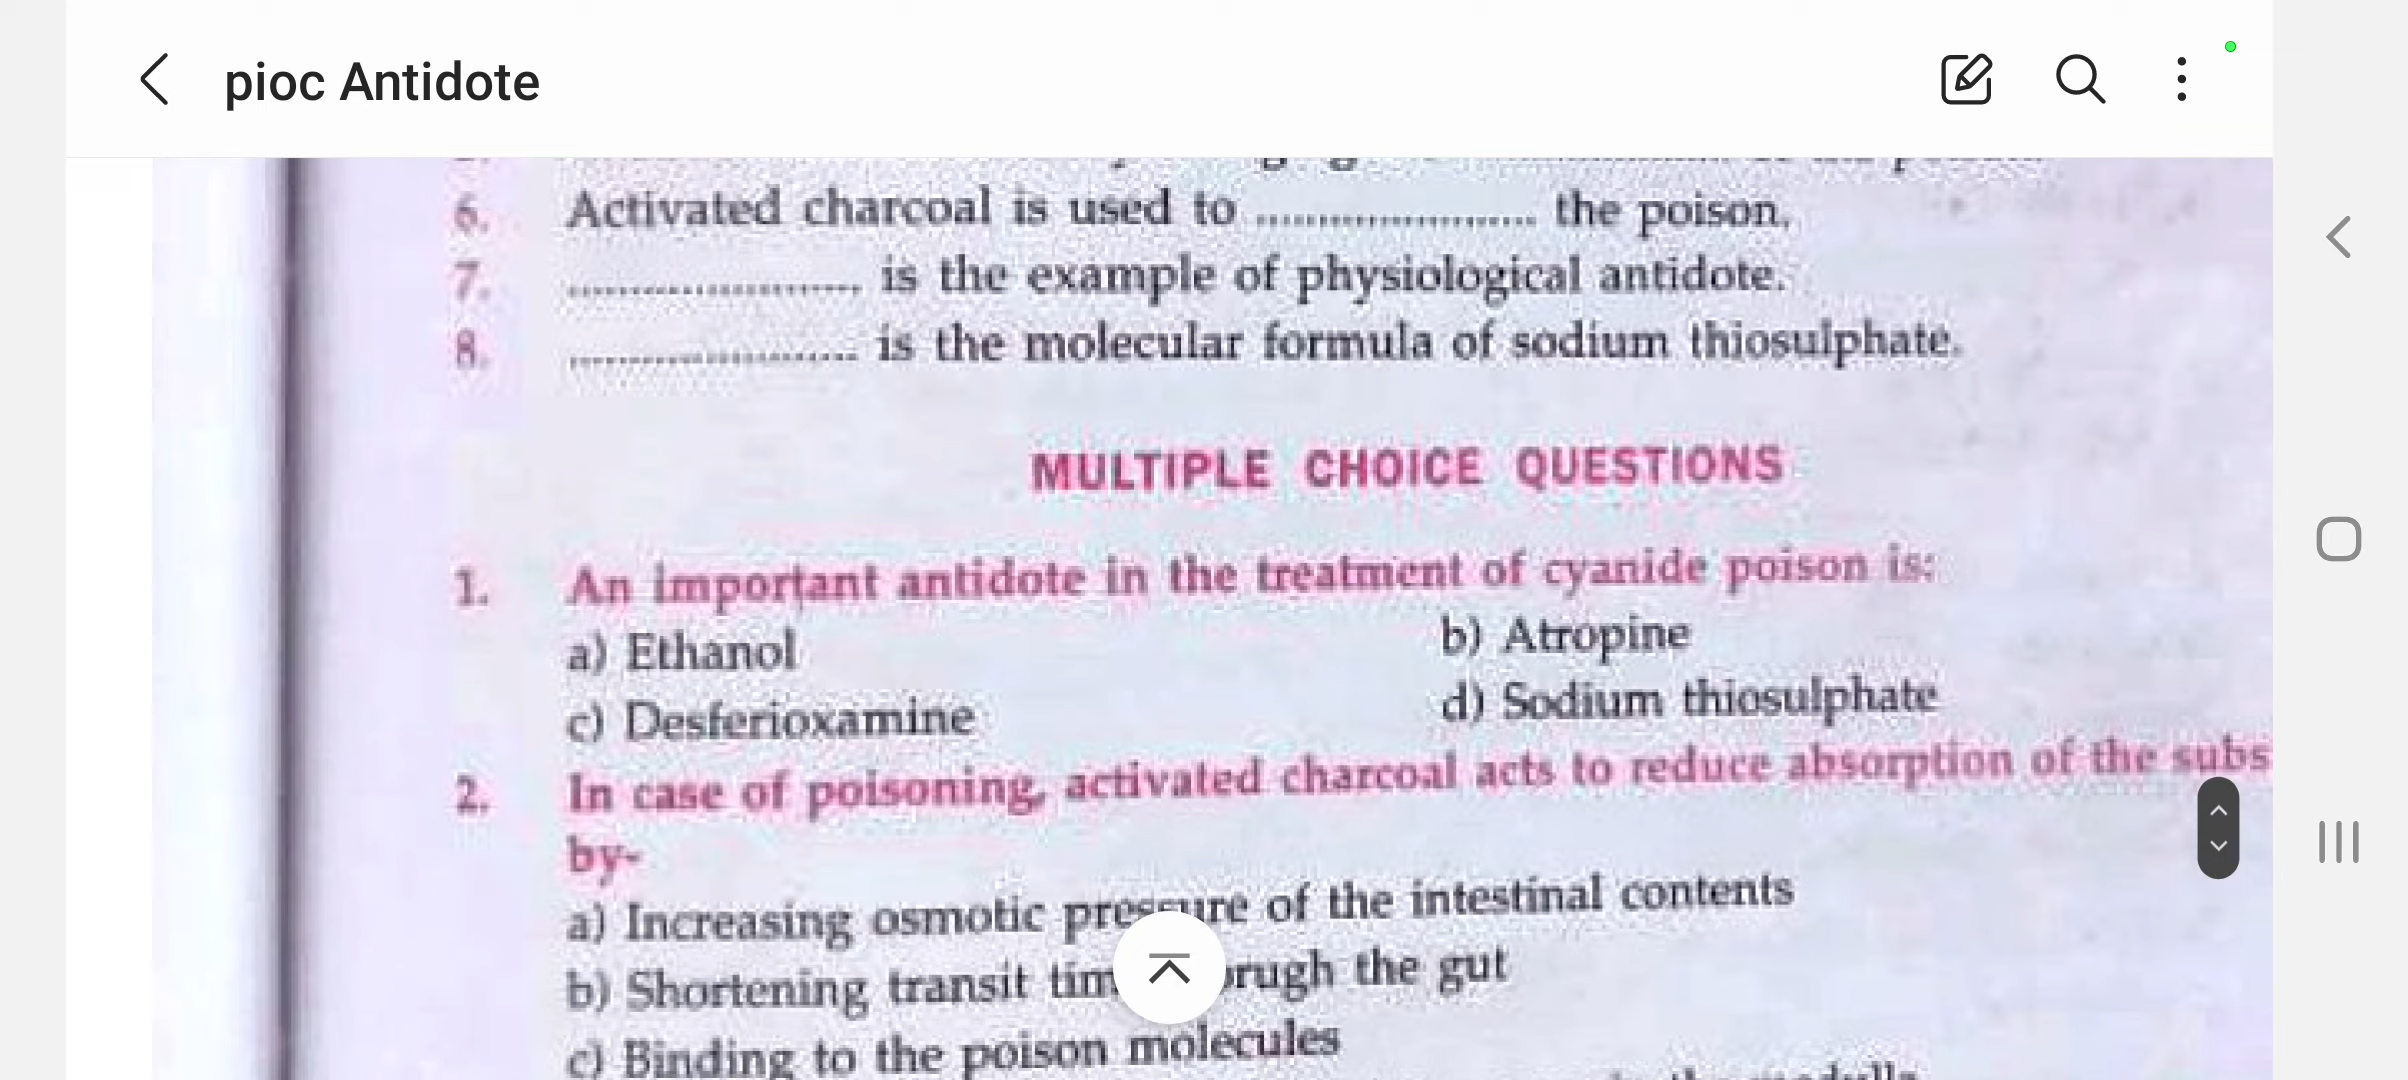 pioc Antidote
6. Activated charcoal is used to ........................ the poison.
7. ........................ is the example of physiological antidote.
8. ........................ is the molecular formula of sodium thiosulphate.
MULTIPLE CHOICE QUESTIONS
1. An important antidote in the treatment of cyanide poison is:
a) Ethanol b) Atropine
c) Desferioxamine d) Sodium thiosulphate
2. In case of poisoning, activated charcoal acts to reduce absorption of the subs
by-
a) Increasing osmotic pressure of the intestinal contents
b) Shortening transit tim orugh the gut
c) Binding to the poison molecules